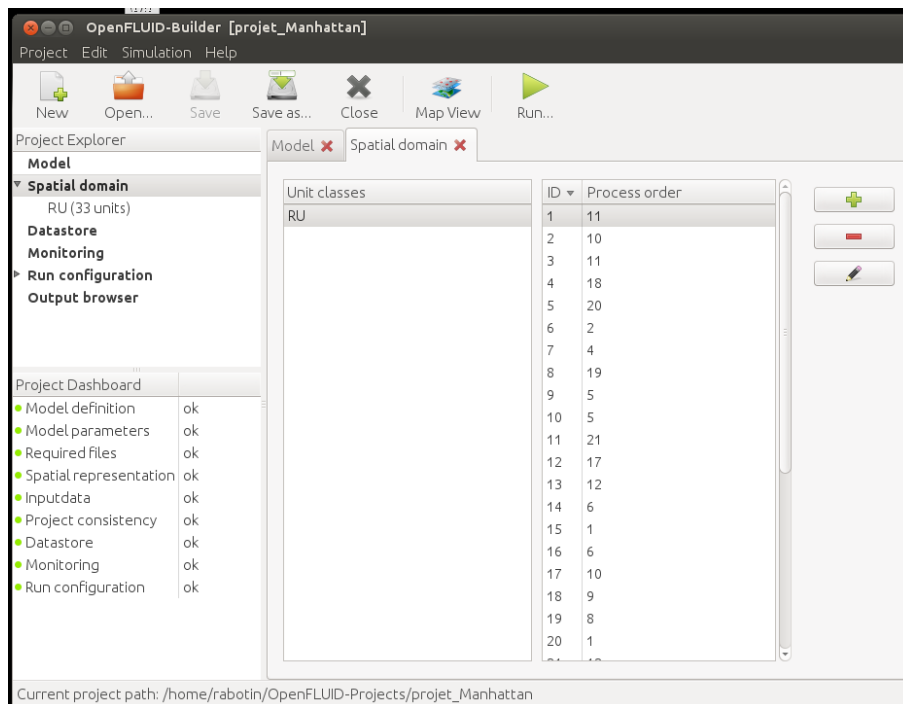 OpenFLUID-Builder [projet_Manhattan]
Project Edit Simulation Help
New Open... Save Save as... Close Map View Run...
Project Explorer
Model
Spatial domain
RU (33 units)
Datastore
Monitoring
Run configuration
Output browser
Project Dashboard
Model definition ok
Model parameters ok
Required files ok
Spatial representation ok
Inputdata ok
Project consistency ok
Datastore ok
Monitoring ok
Run configuration ok
Model Spatial domain
Unit classes
RU
ID Process order
1 11
2 10
3 11
4 18
5 20
6 2
7 4
8 19
9 5
10 5
11 21
12 17
13 12
14 6
15 1
16 6
17 10
18 9
19 8
20 1
Current project path: /home/rabotin/OpenFLUID-Projects/projet_Manhattan